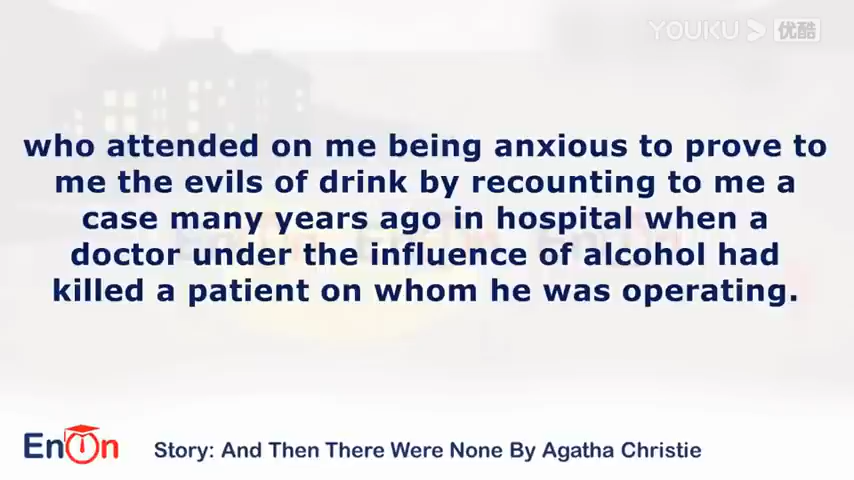 YOUKU 优酷
who attended on me being anxious to prove to
me the evils of drink by recounting to me a
case many years ago in hospital when a
doctor under the influence of alcohol had
killed a patient on whom he was operating.
EnOn
Story: And Then There Were None By Agatha Christie